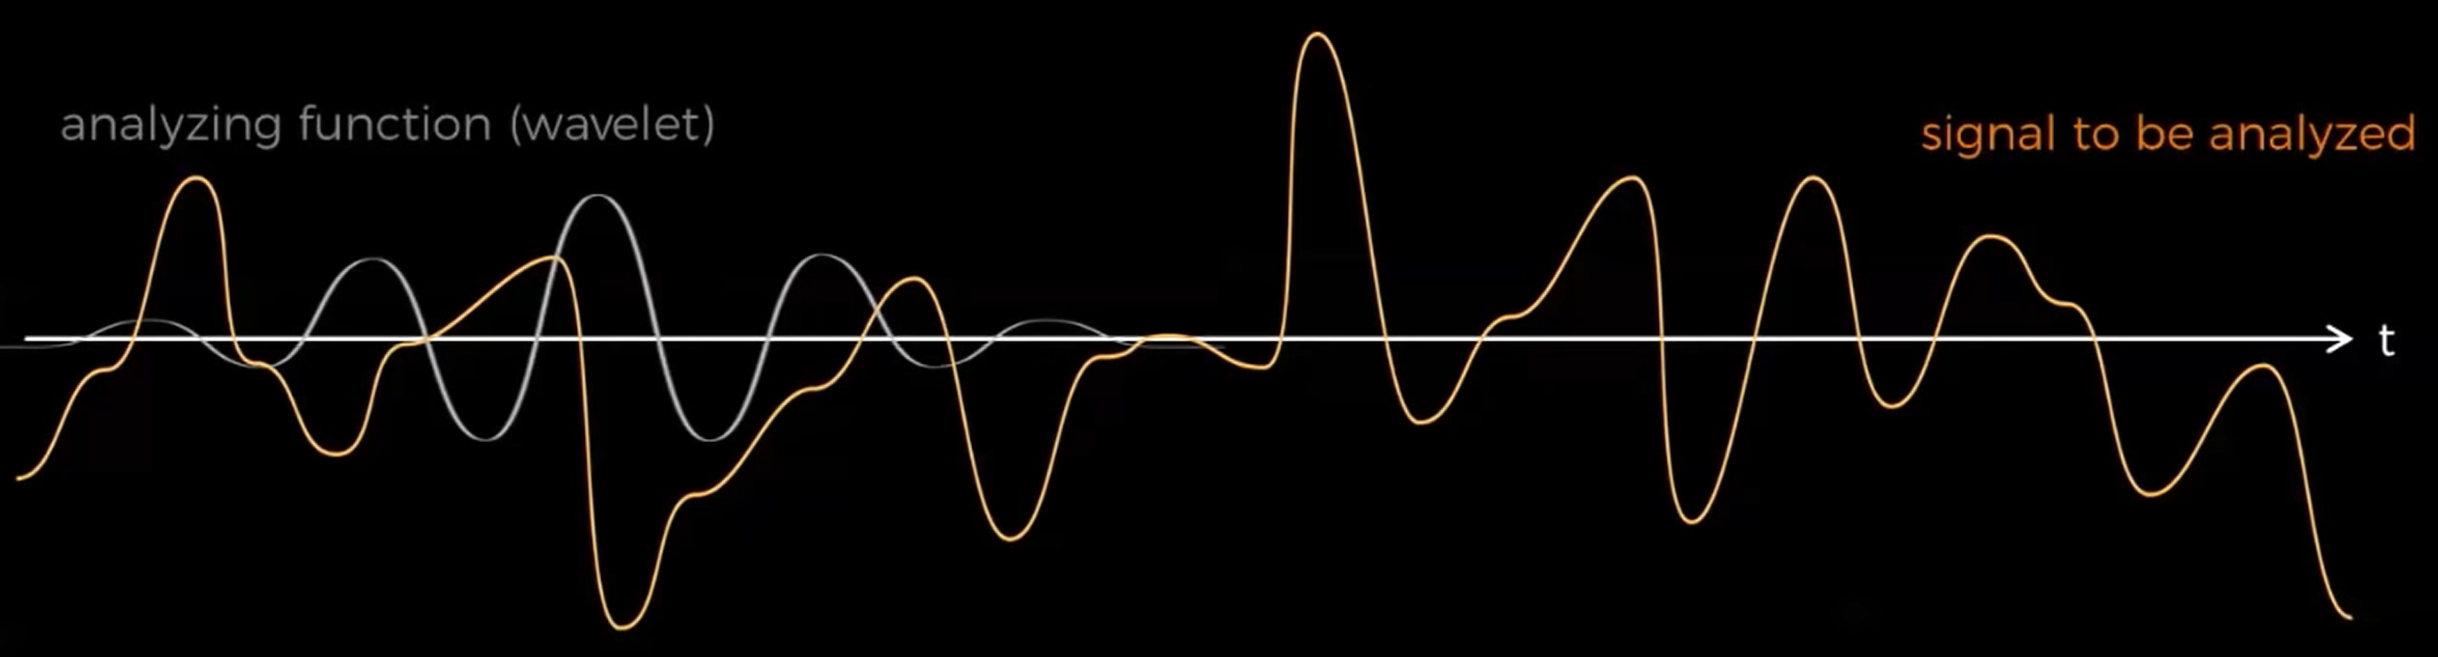 analyzing function (wavelet)
signal to be analyzed
t